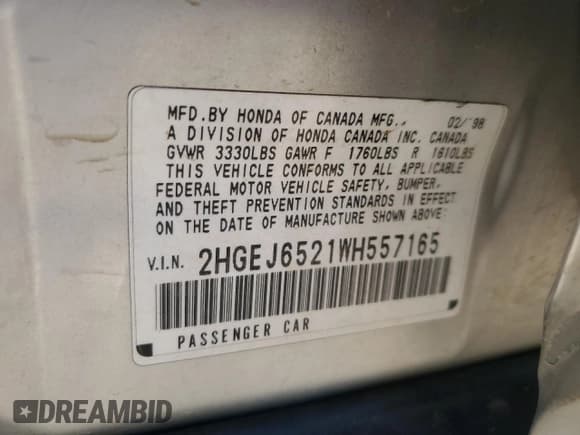 MFD.BY HONDA OF CANADA MFG., 02/'98
A DIVISION OF HONDA CANADA INC. CANADA
GVWR 3330LBS GAWR F 1760LBS R 1610LBS
THIS VEHICLE CONFORMS TO ALL APPLICABLE
FEDERAL MOTOR VEHICLE SAFETY, BUMPER,
AND THEFT PREVENTION STANDARDS IN EFFECT
ON THE DATE OF MANUFACTURE SHOWN ABOVE.
V.I.N. 2HGEJ6521WH557165
PASSENGER CAR
DREAMBID